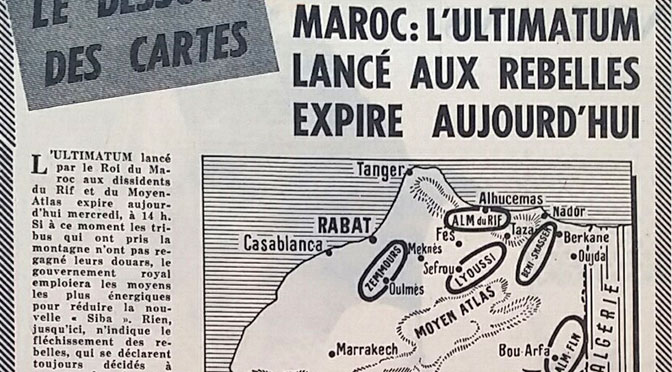 LE DESSOUS
DES CARTES
MAROC: L'ULTIMATUM
LANCÉ AUX REBELLES
EXPIRE AUJOURD'HUI
L'ULTIMATUM lancé
par le Roi du Ma-
roc aux dissidents
du Rif et du Moyen-
Atlas expire aujour-
d'hui mercredi, à 14 h.
Si à ce moment les tri-
bus qui ont pris la
montagne n'ont pas re-
gagné leurs douars, le
gouvernement royal
emploiera les moyens
les plus énergiques
pour réduire la nou-
velle « Siba ». Rien,
jusqu'ici, n'indique le
fléchissement des re-
belles, qui se déclarent
toujours décidés à
Tanger
Alhucemas
ALM du RIF
Nador
RABAT
Fès
Taza
Berkane
Casablanca
Meknès
Oujda
ZEMMOURS
Sefrou
LYOUSSI
BENI-SNASSEN
Oulmès
MOYEN ATLAS
ALGÉRIE
Marrakech
Bou Arfa
ALM-FLN